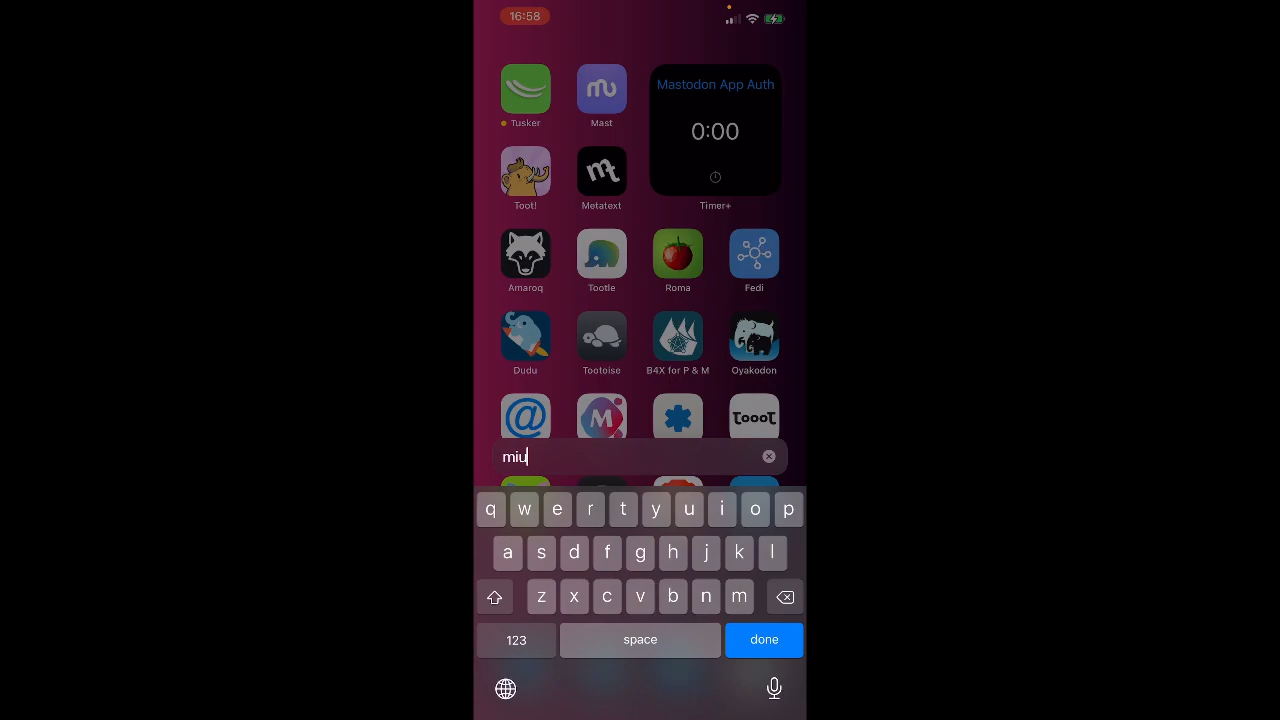 16:58
Mastodon App Auth
0:00
Tusker
Mast
mt
Toot!
Metatext
Timer+
Amaroq
Tootle
Roma
Fedi
Dudu
Tootoise
B4X for P & M
Oyakodon
@
M
TOOOT
miu
q w e r t y u i o p
a s d f g h j k l
z x c v b n m
123
space
done